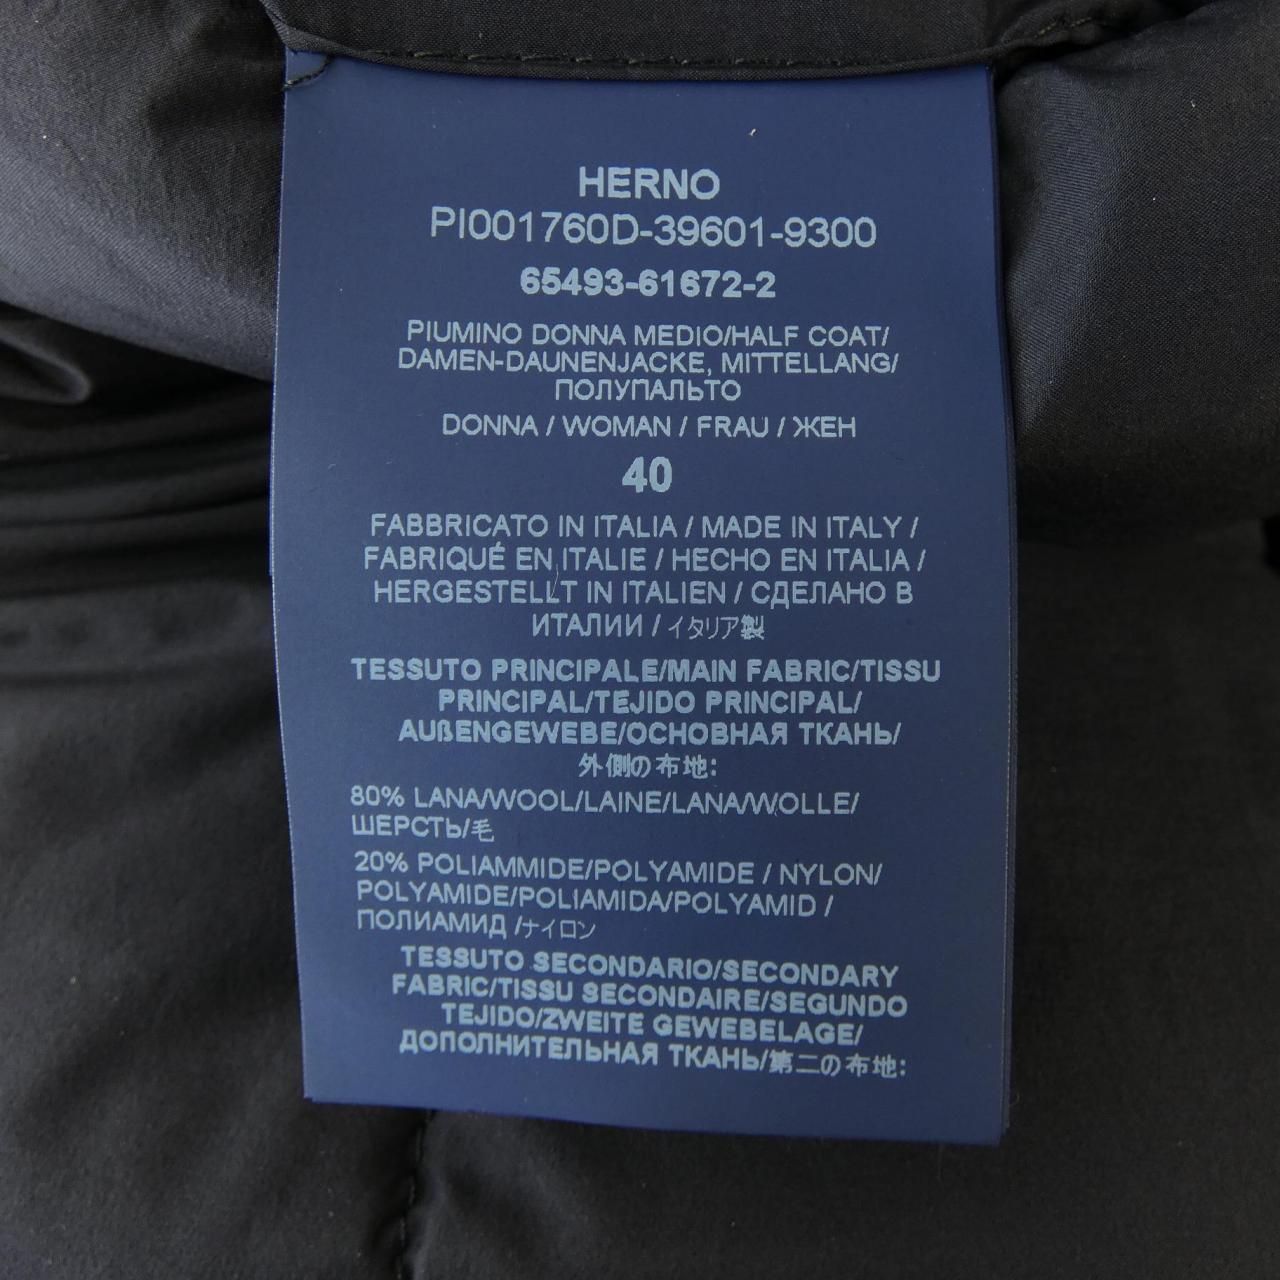 HERNO
PI001760D-39601-9300
65493-61672-2
PIUMINO DONNA MEDIO/HALF COAT/
DAMEN-DAUNENJACKE, MITTELLANG/
ПОЛУПАЛЬТО
DONNA / WOMAN / FRAU / ЖЕН
40
FABBRICATO IN ITALIA / MADE IN ITALY /
FABRIQUÉ EN ITALIE / HECHO EN ITALIA /
HERGESTELLT IN ITALIEN / СДЕЛАНО В
ИТАЛИИ / イタリア製
TESSUTO PRINCIPALE/MAIN FABRIC/TISSU
PRINCIPAL/TEJIDO PRINCIPAL/
AUßENGEWEBE/ОСНОВНАЯ ТКАНЬ/
外側の布地:
80% LANA/WOOL/LAINE/LANA/WOLLE/
ШЕРСТЬ/毛
20% POLIAMMIDE/POLYAMIDE / NYLON/
POLYAMIDE/POLIAMIDA/POLYAMID /
ПОЛИАМИД /ナイロン
TESSUTO SECONDARIO/SECONDARY
FABRIC/TISSU SECONDAIRE/SEGUNDO
TEJIDO/ZWEITE GEWEBELAGE/
ДОПОЛНИТЕЛЬНАЯ ТКАНЬ/第二の布地: